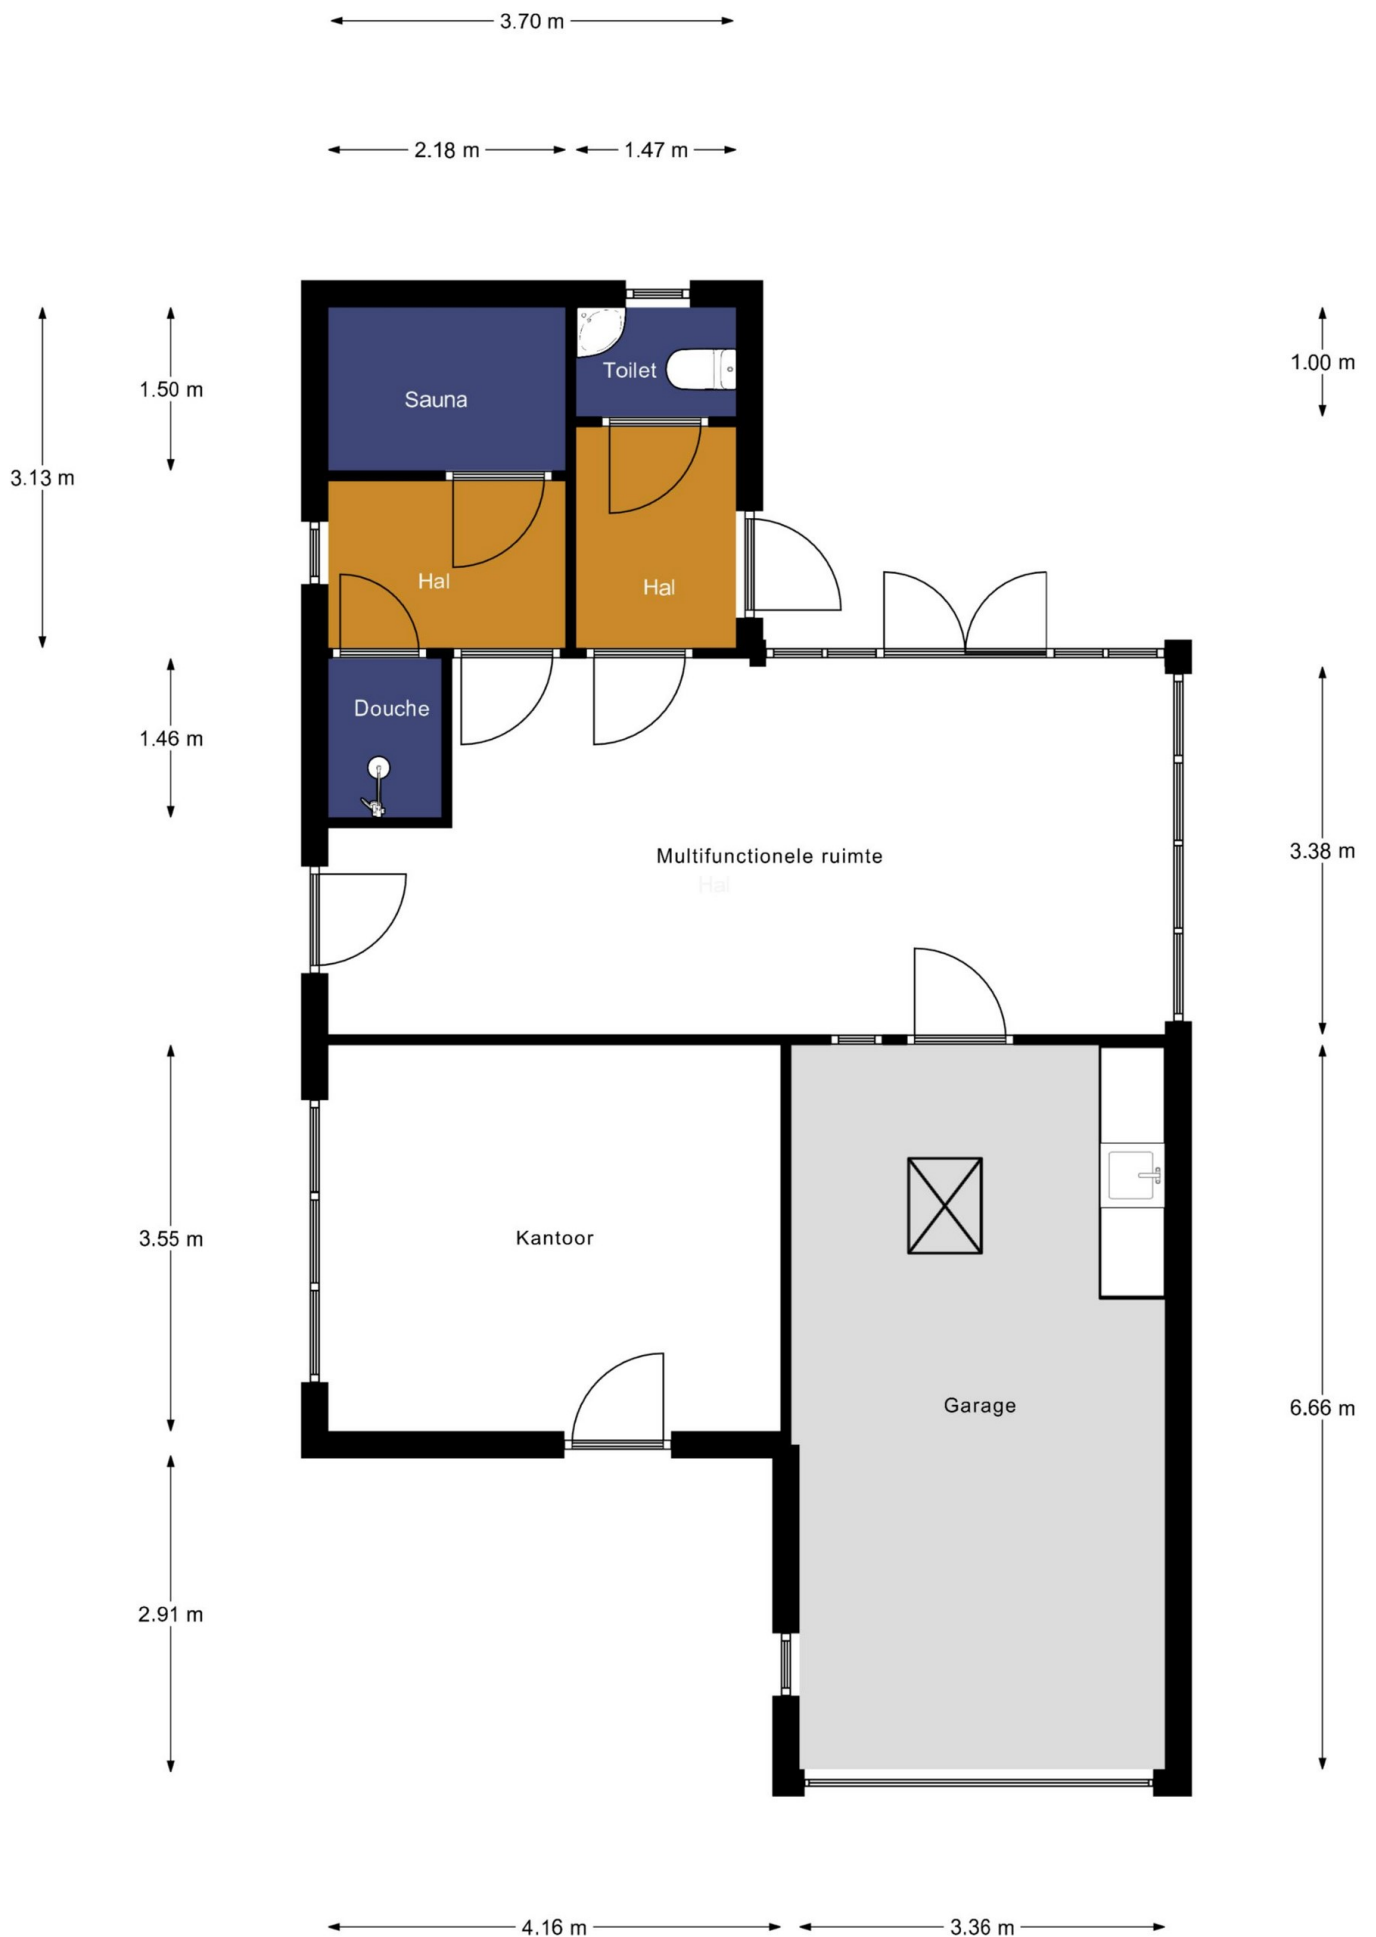 3.70 m
2.18 m
1.47 m
1.50 m
1.00 m
3.13 m
Sauna
Toilet
Hal
Hal
Douche
1.46 m
Multifunctionele ruimte
Hal
3.38 m
3.55 m
Kantoor
Garage
6.66 m
2.91 m
4.16 m
3.36 m